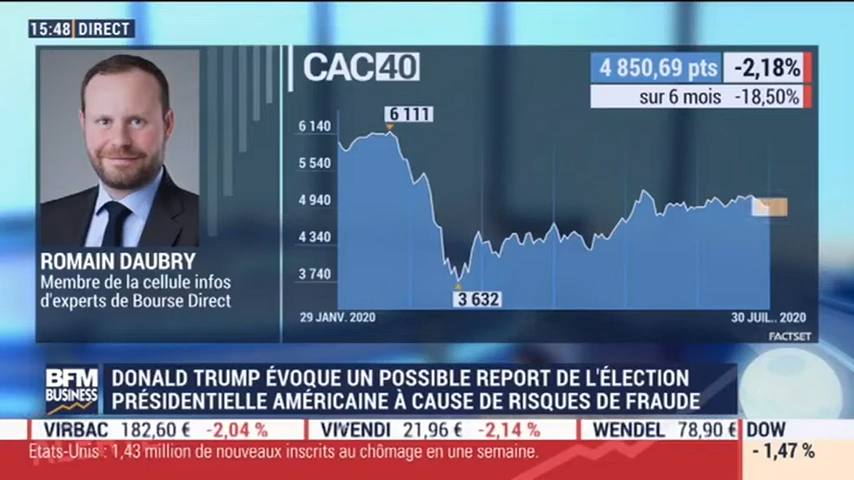 15:48 DIRECT
CAC40
4 850,69 pts -2,18%
sur 6 mois -18,50%
6 111
6 140
5 540
4 940
4 340
3 740
3 632
29 JANV. 2020
30 JUIL.. 2020
FACTSET
ROMAIN DAUBRY
Membre de la cellule infos
d'experts de Bourse Direct
BFM
BUSINESS
DONALD TRUMP ÉVOQUE UN POSSIBLE REPORT DE L'ÉLECTION
PRÉSIDENTIELLE AMÉRICAINE À CAUSE DE RISQUES DE FRAUDE
VIRBAC 182,60 € -2,04 % VIVENDI 21,96 € -2,14 % WENDEL 78,90 € DOW
Etats-Unis : 1,43 million de nouveaux inscrits au chômage en une semaine.
- 1,47 %